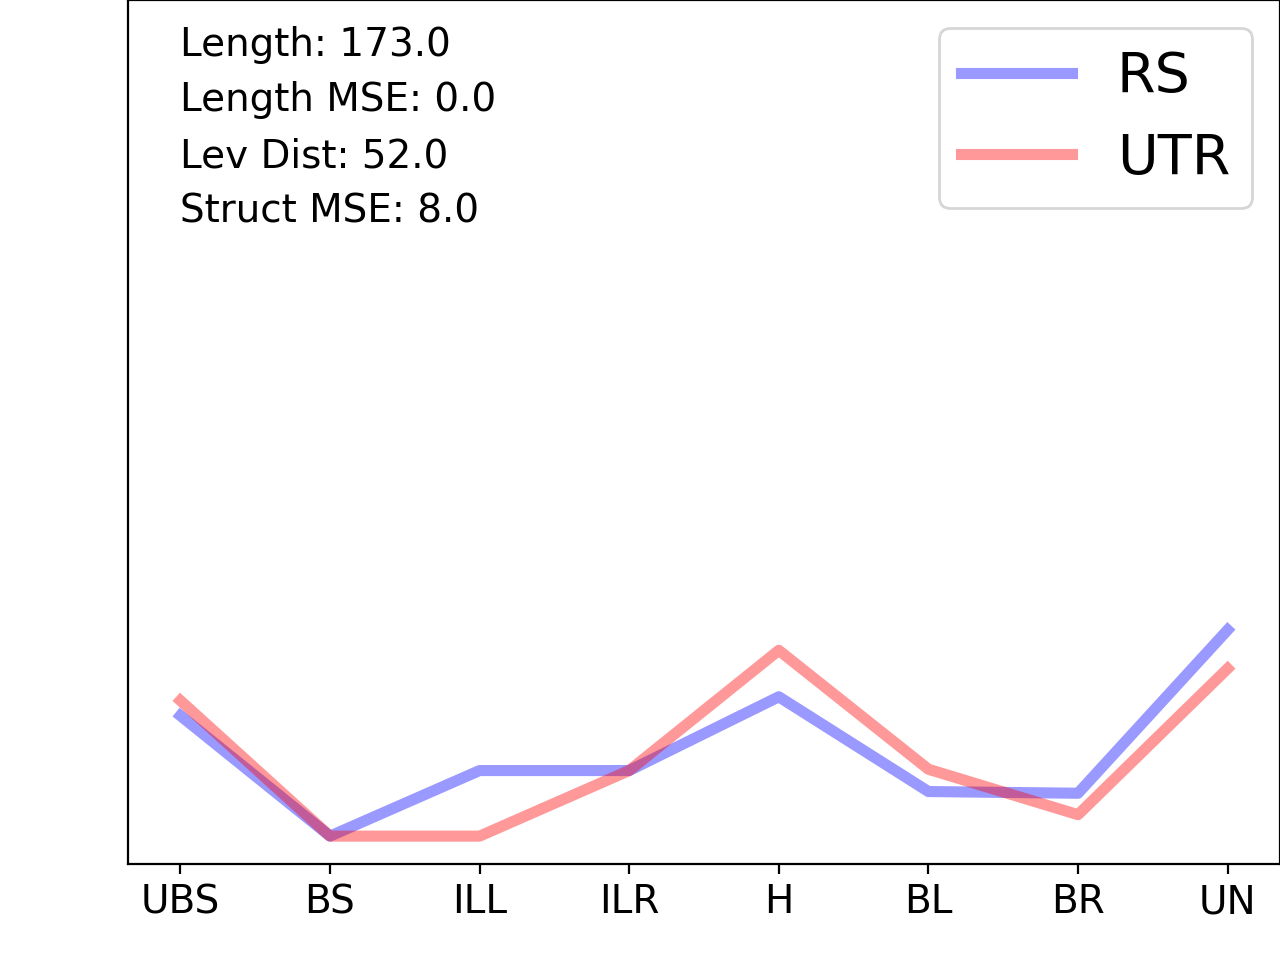 Length: 173.0
Length MSE: 0.0
Lev Dist: 52.0
Struct MSE: 8.0
RS
UTR
UBS BS ILL ILR H BL BR UN